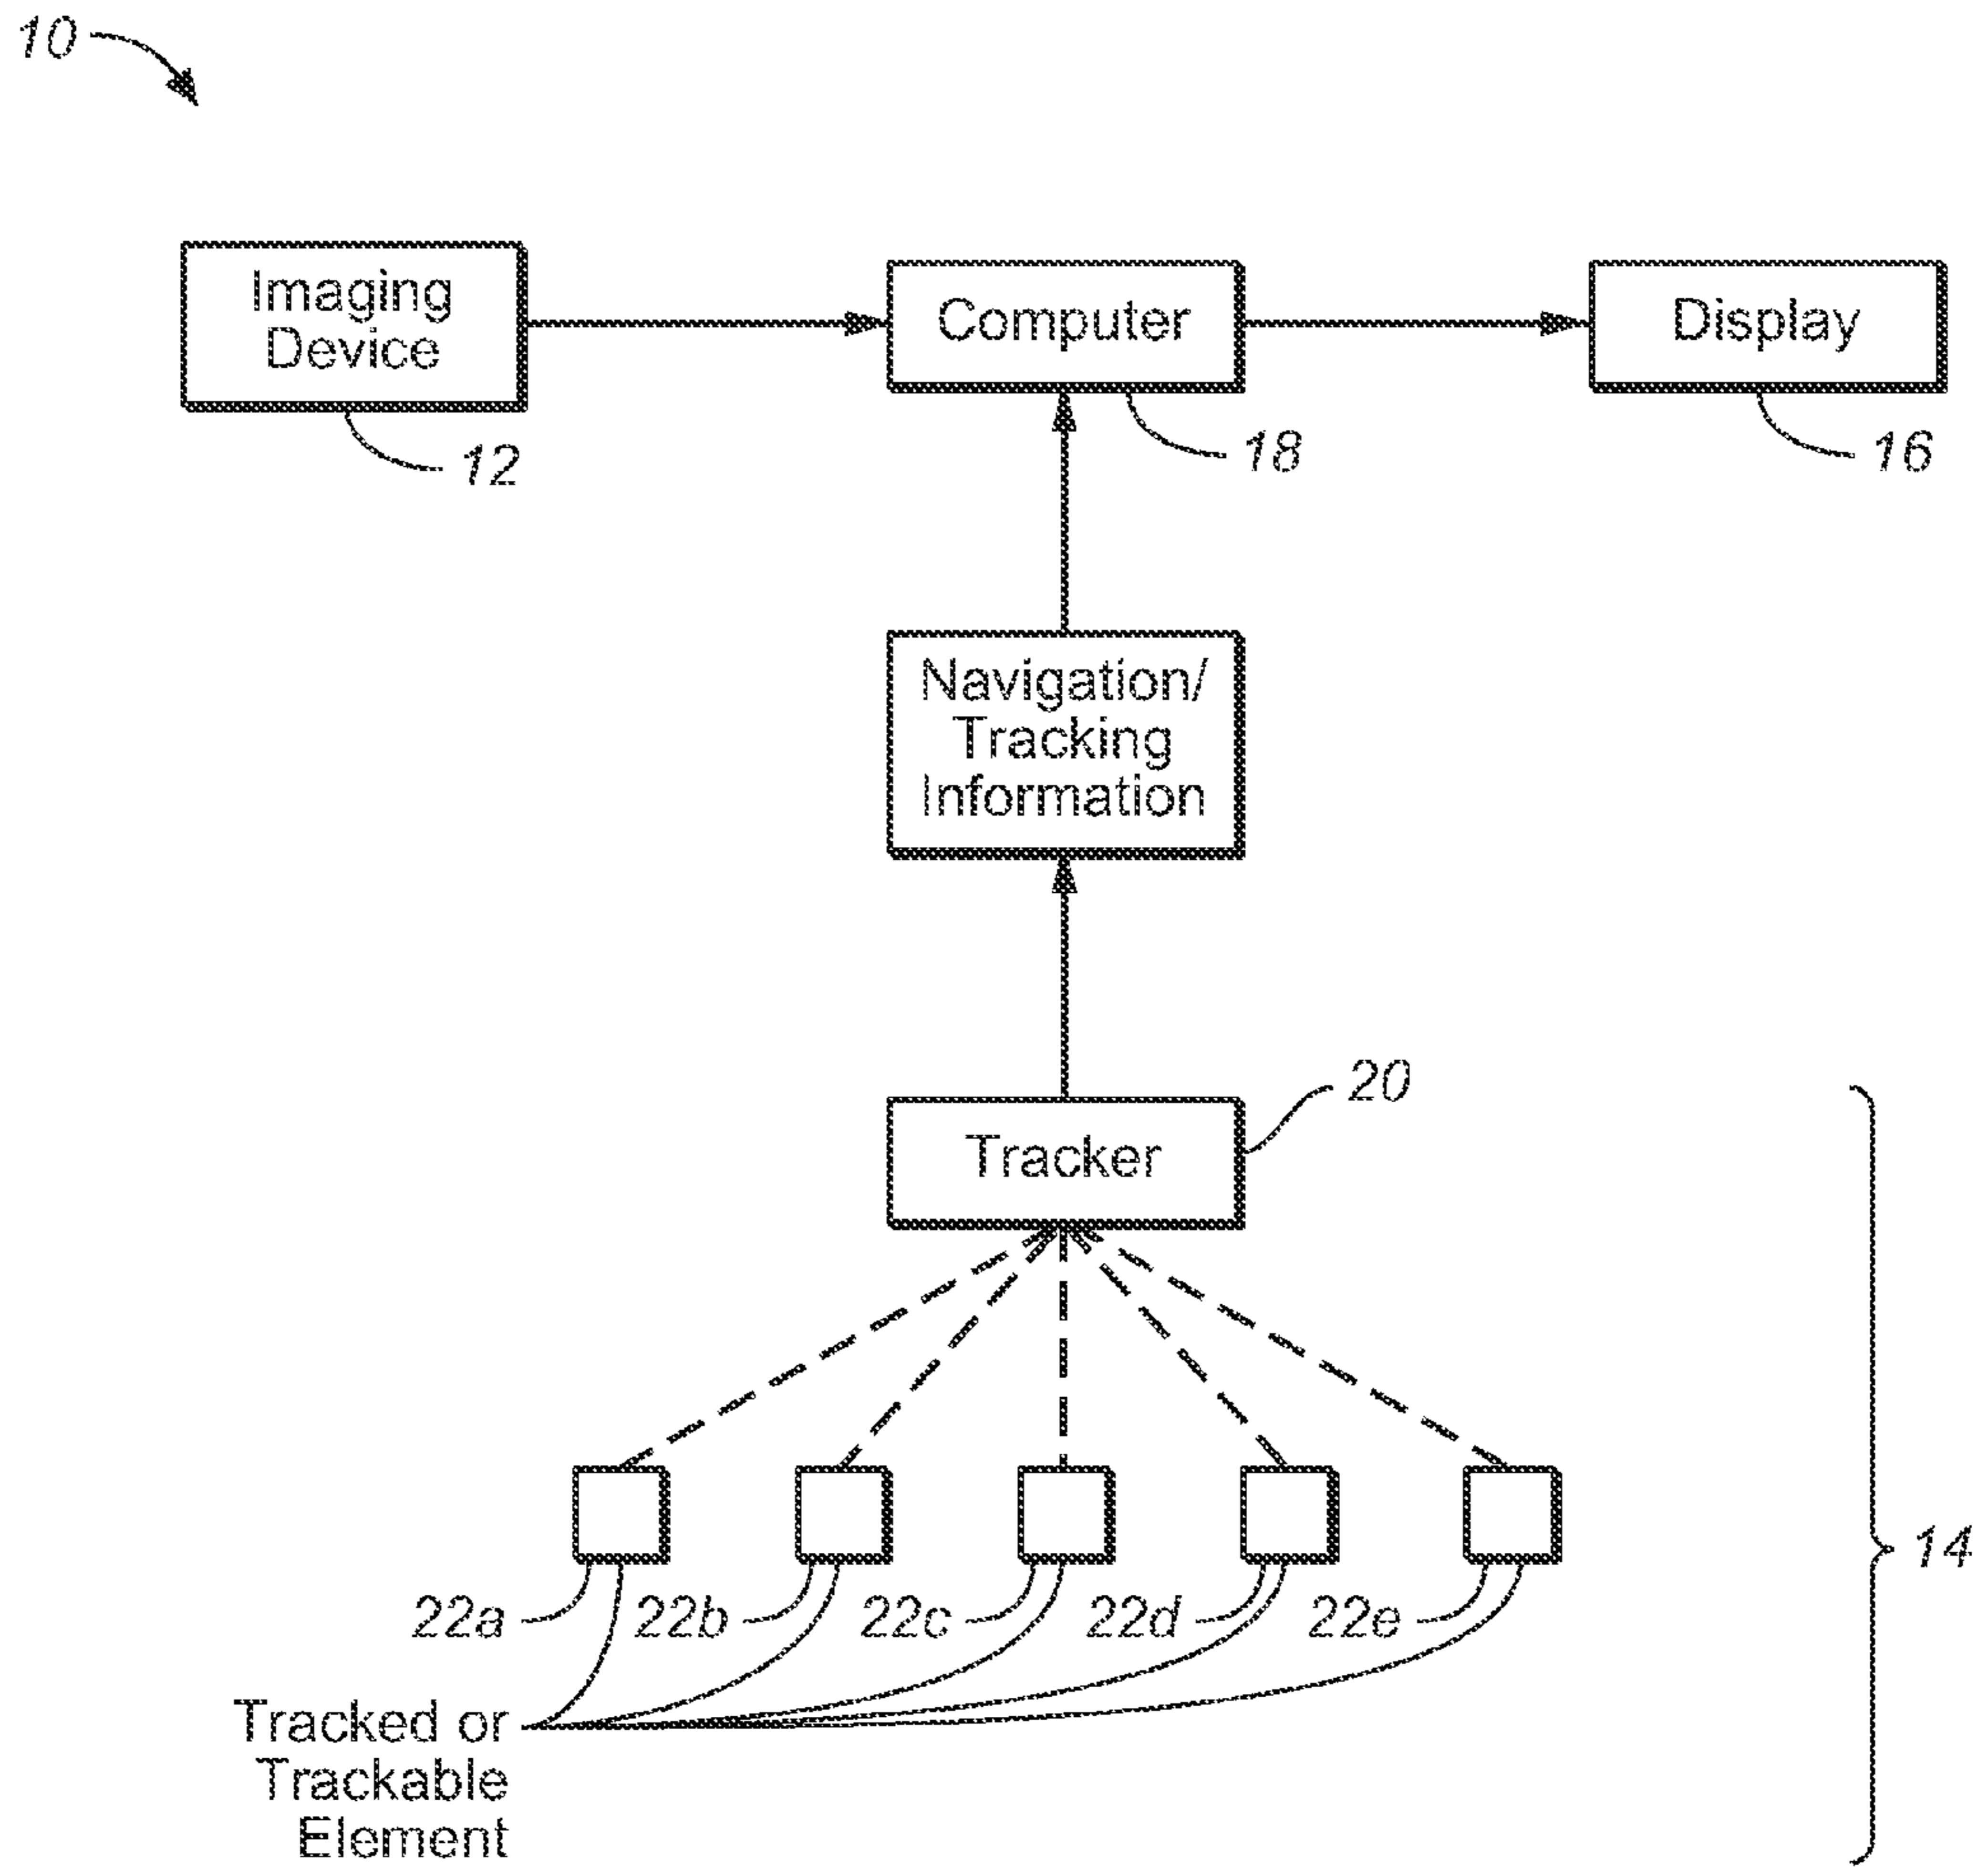 10
Imaging
Device
Computer
Display
12
18
16
Navigation/
Tracking
Information
20
Tracker
14
22a
22b
22c
22d
22e
Tracked or
Trackable
Element